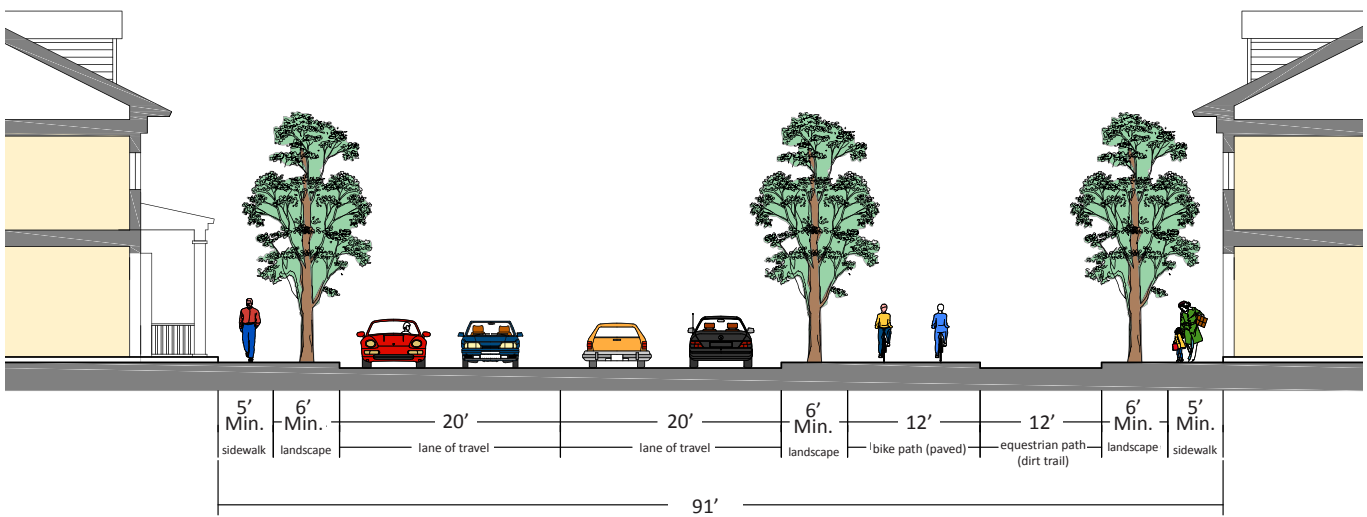 5’
Min.
sidewalk
6’
Min.
landscape
20’
lane of travel
20’
lane of travel
6’
Min.
landscape
12’
bike path (paved)
12’
equestrian path
(dirt trail)
6’
Min.
landscape
5’
Min.
sidewalk
91’